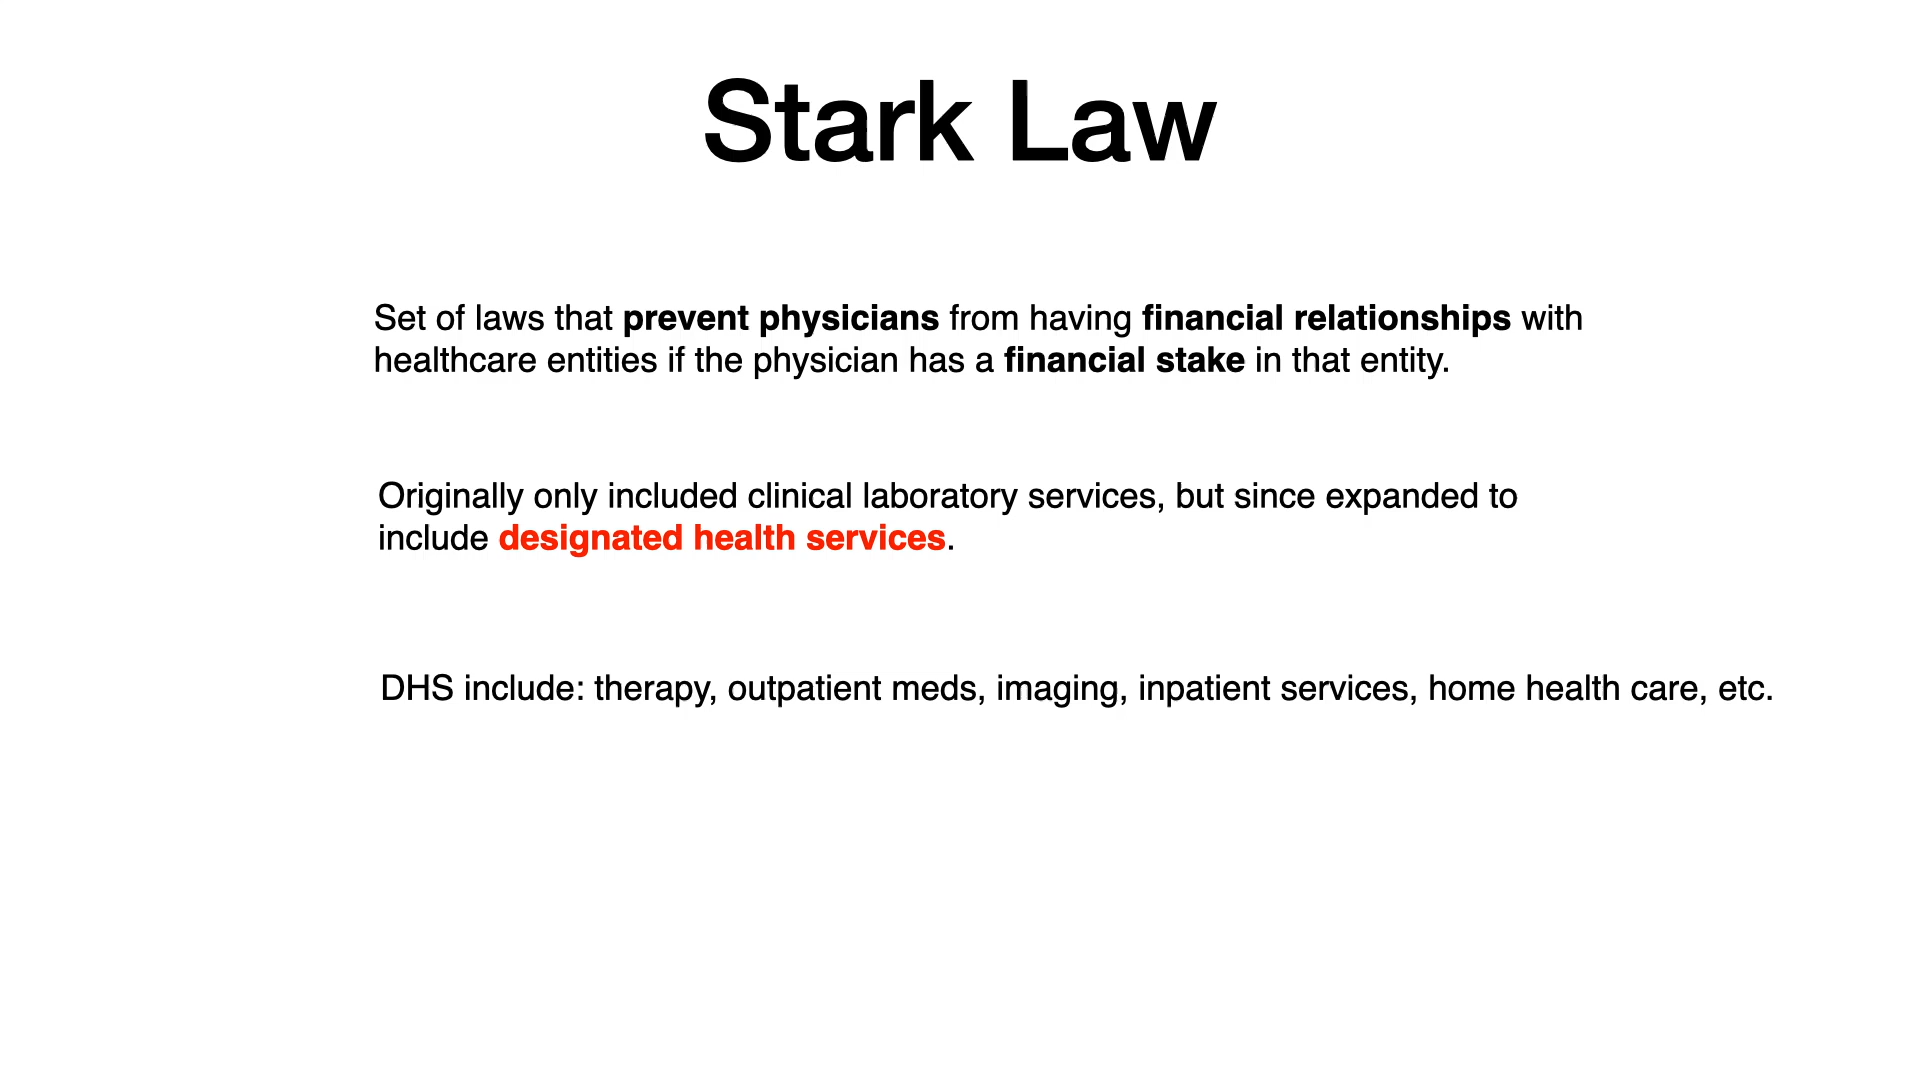 Stark Law
Set of laws that prevent physicians from having financial relationships with
healthcare entities if the physician has a financial stake in that entity.
Originally only included clinical laboratory services, but since expanded to
include designated health services.
DHS include: therapy, outpatient meds, imaging, inpatient services, home health care, etc.